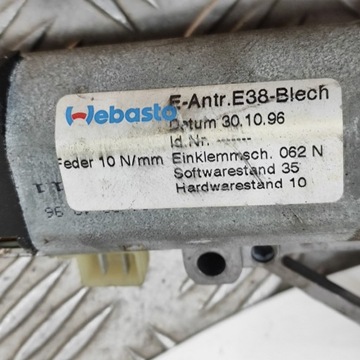 Webasto
E-Antr.E38-Blech
Datum 30.10.96
Id.Nr. ------
Feder 10 N/mm Einklemmsch. 062 N
Softwarestand 35
Hardwarestand 10